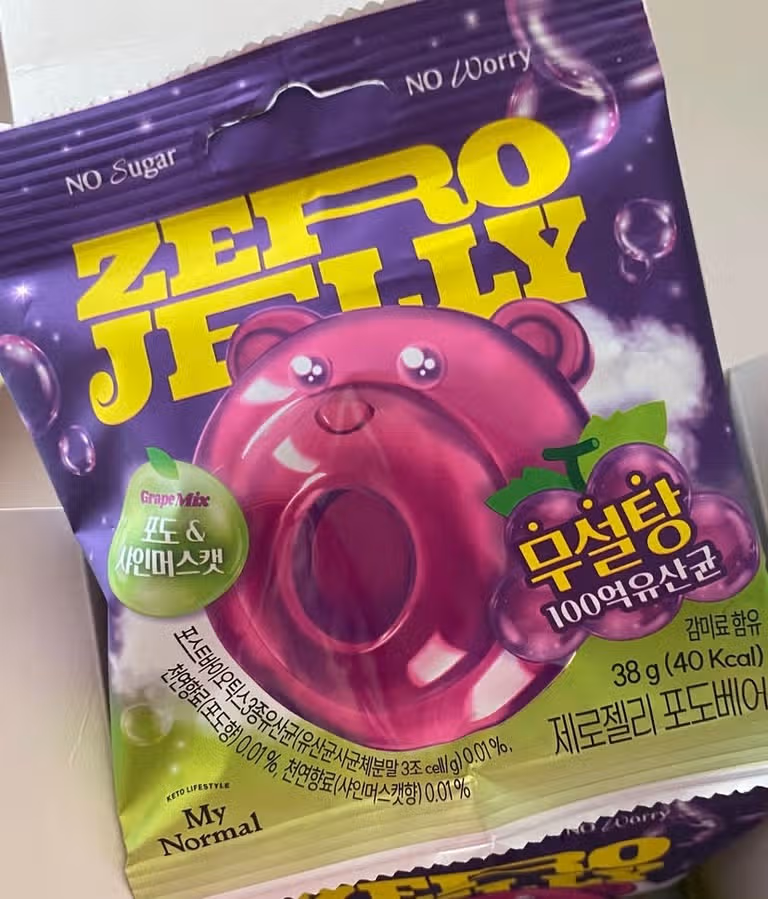 NO Sugar
NO Worry
ZERO
JELLY
GrapeMix
포도 &
샤인머스캣
무설탕
100억유산균
감미료 함유
38 g (40 Kcal)
제로젤리 포도베어
포스트바이오틱스3종유산균(유산균사균체분말 3조 cell/g) 0.01%,
천연향료(포도향) 0.01%, 천연향료(샤인머스캣향) 0.01%
KETO LIFESTYLE
My
Normal
NO Worry
ZERO
JELLY